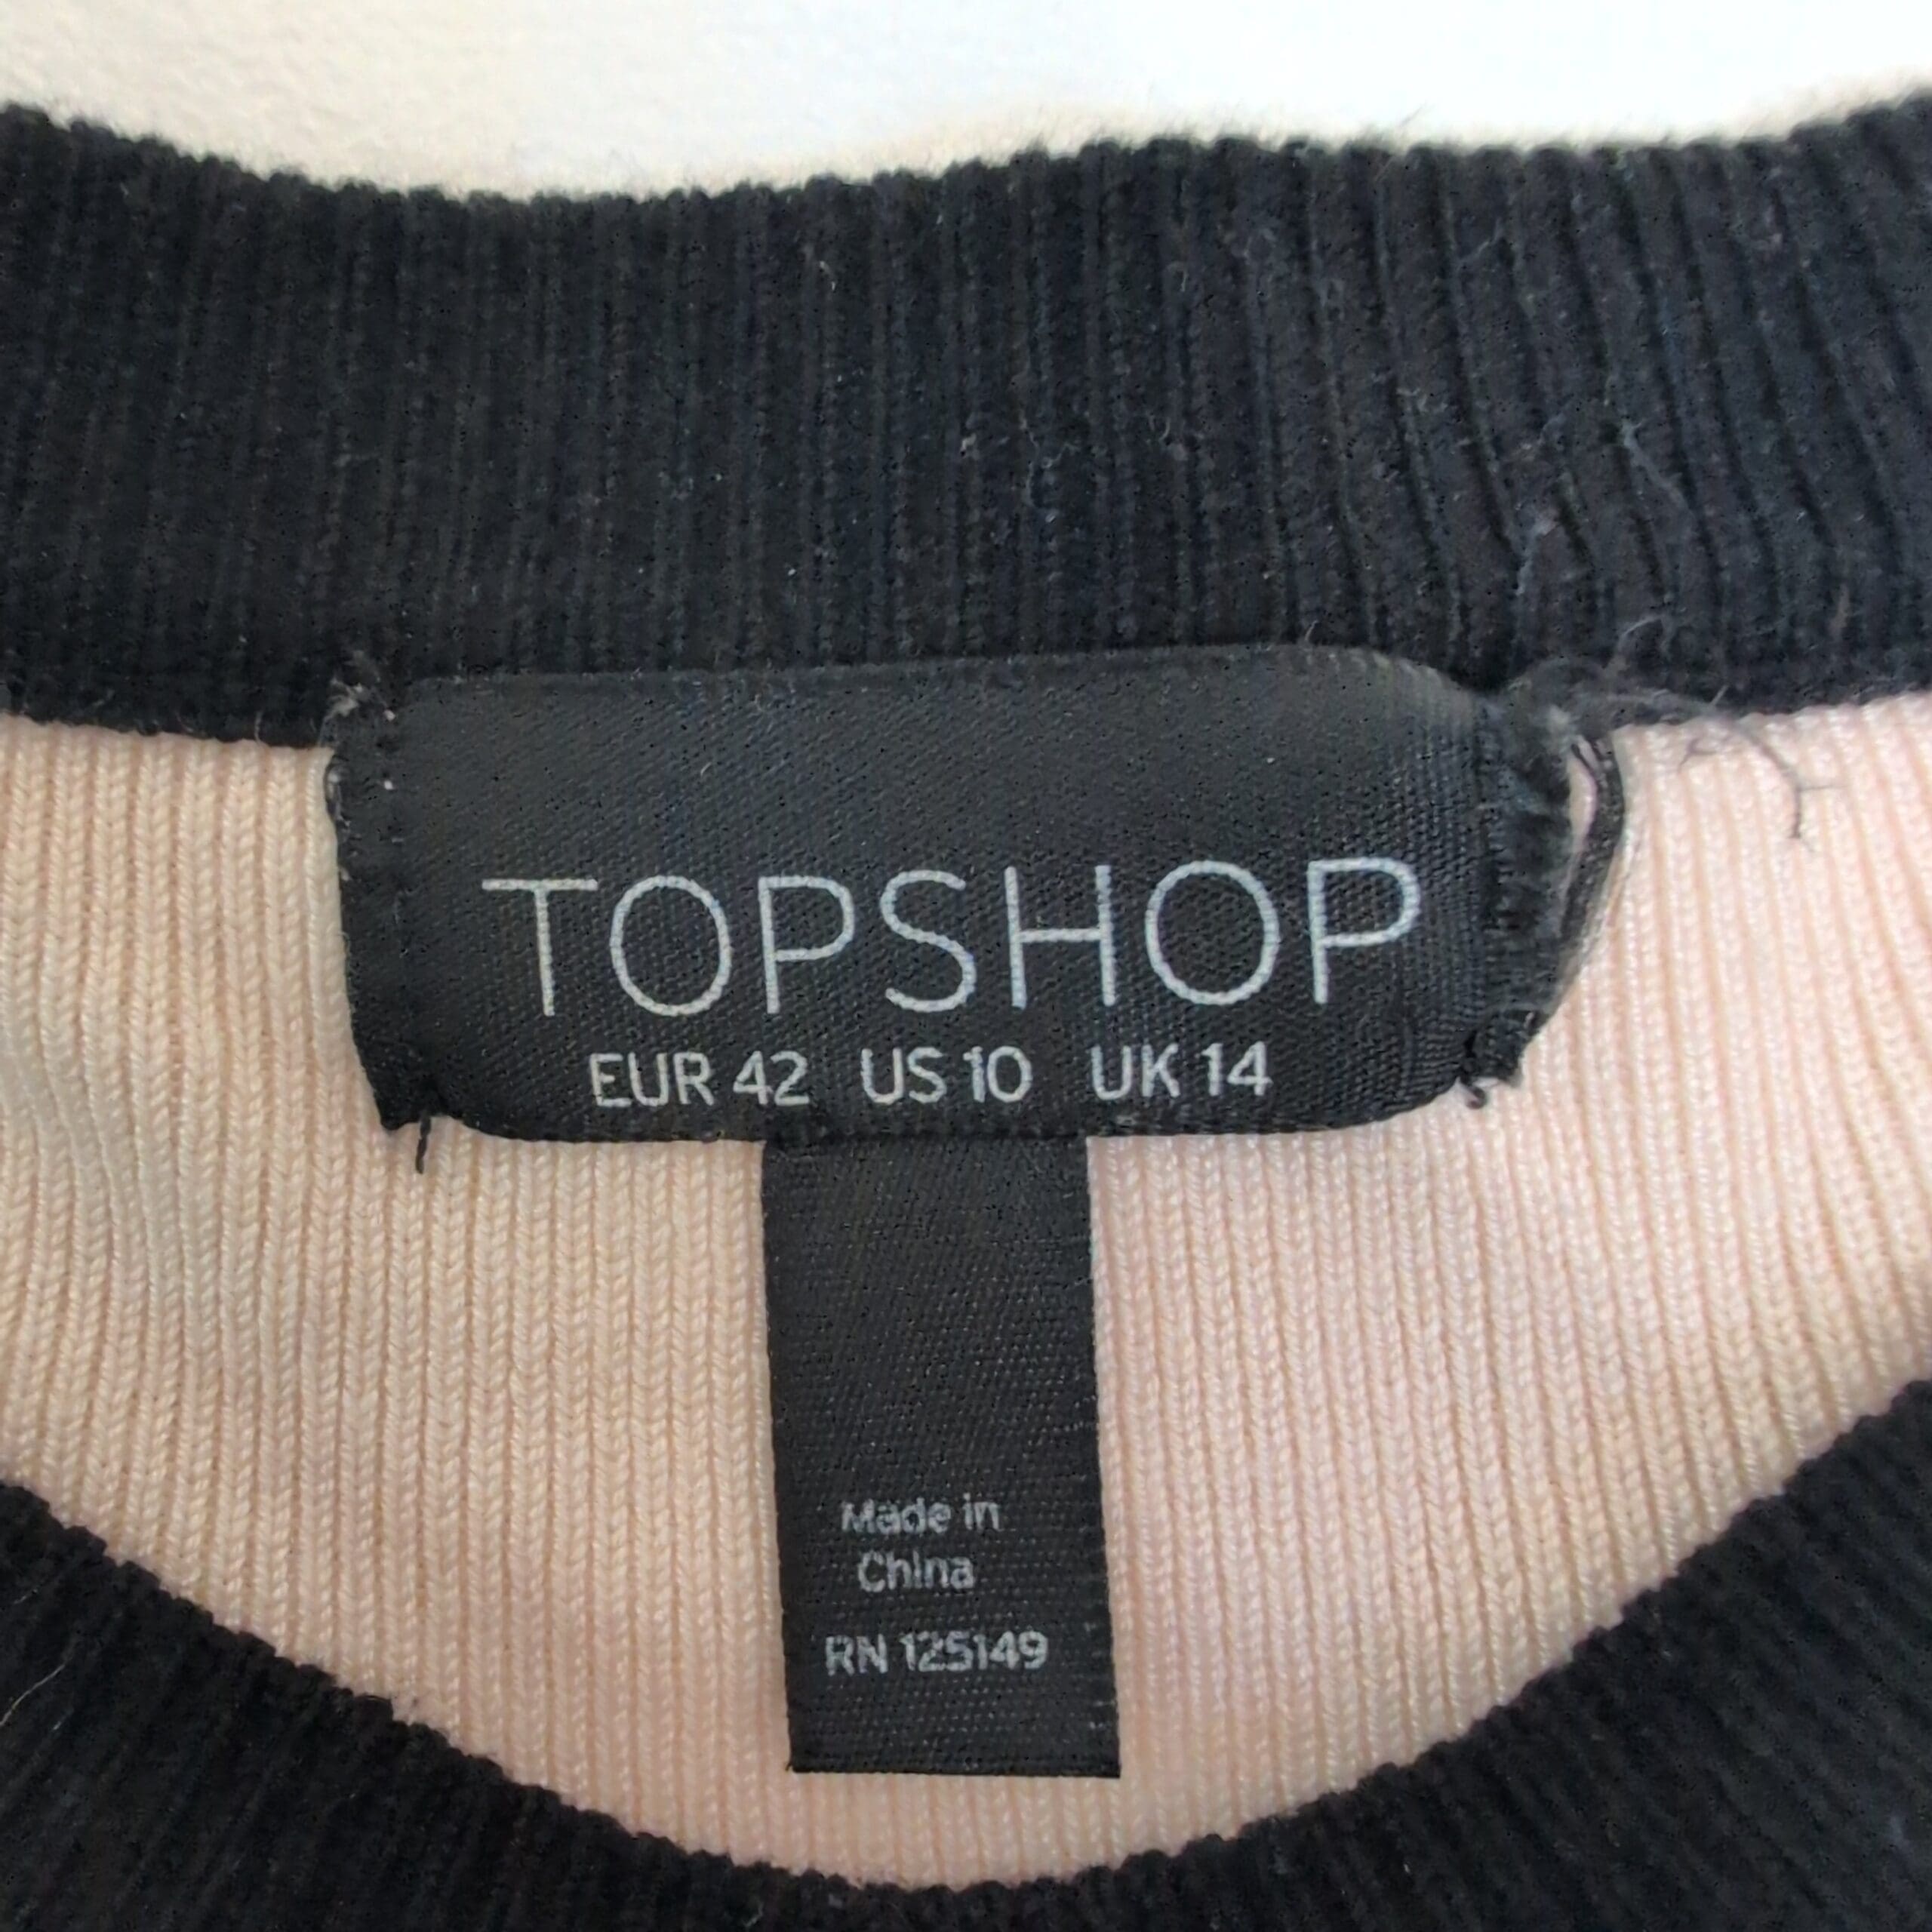 TOPSHOP
EUR 42 US 10 UK 14
Made in
China
RN 125149